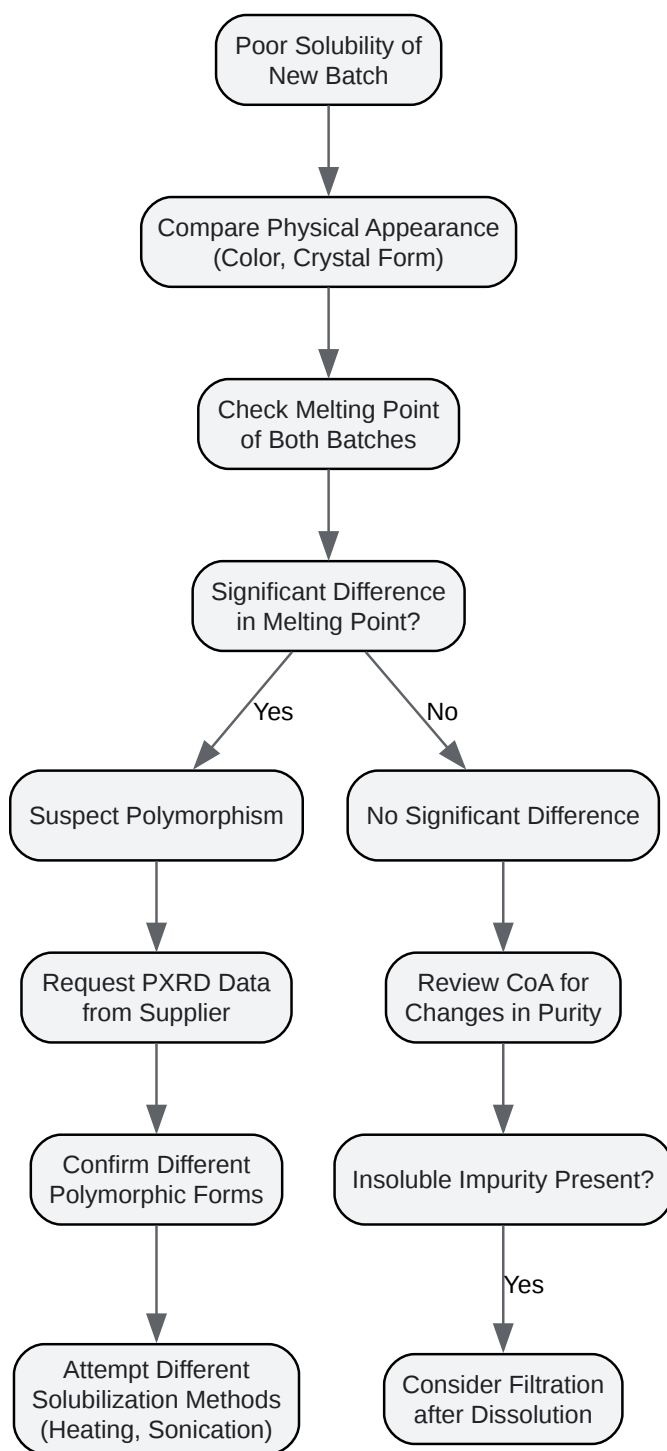 Poor Solubility of
New Batch
Compare Physical Appearance
(Color, Crystal Form)
Check Melting Point
of Both Batches
Significant Difference
in Melting Point?
Yes
No
Suspect Polymorphism
No Significant Difference
Request PXRD Data
from Supplier
Review CoA for
Changes in Purity
Confirm Different
Polymorphic Forms
Insoluble Impurity Present?
Yes
Attempt Different
Solubilization Methods
(Heating, Sonication)
Consider Filtration
after Dissolution